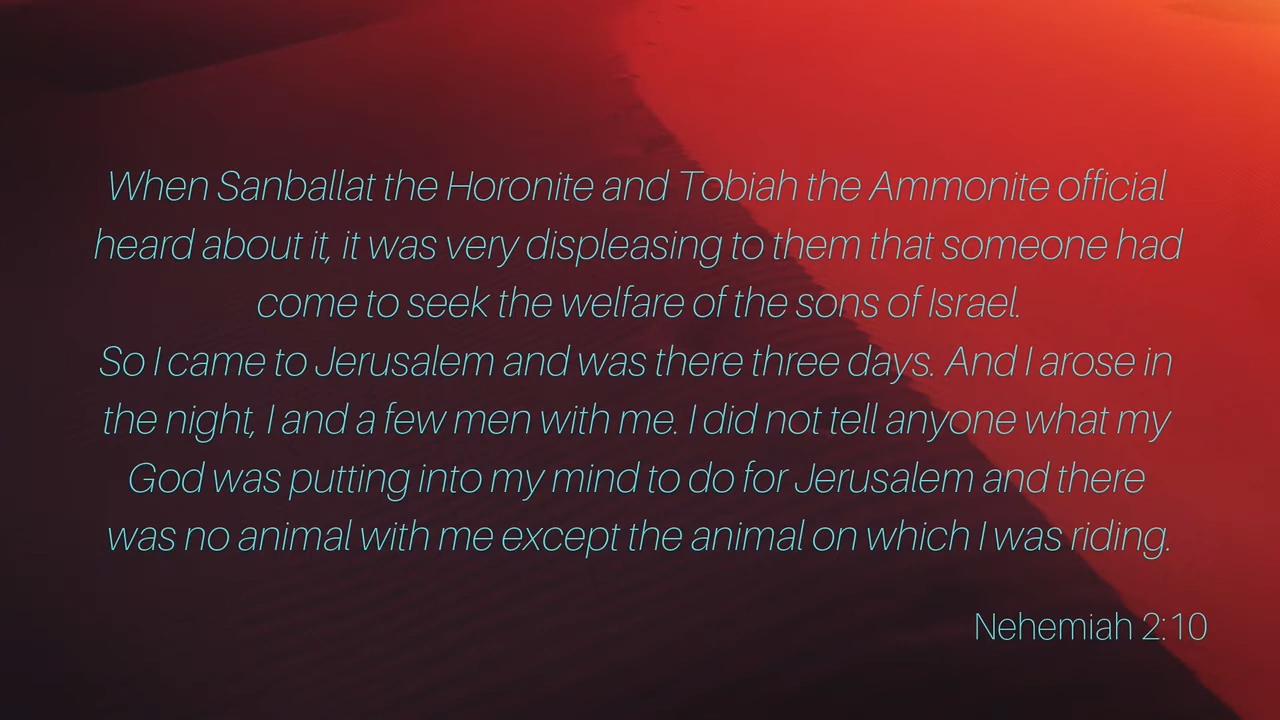 When Sanballat the Horonite and Tobiah the Ammonite official
heard about it, it was very displeasing to them that someone had
come to seek the welfare of the sons of Israel.
So I came to Jerusalem and was there three days. And I arose in
the night, I and a few men with me. I did not tell anyone what my
God was putting into my mind to do for Jerusalem and there
was no animal with me except the animal on which I was riding.
Nehemiah 2:10